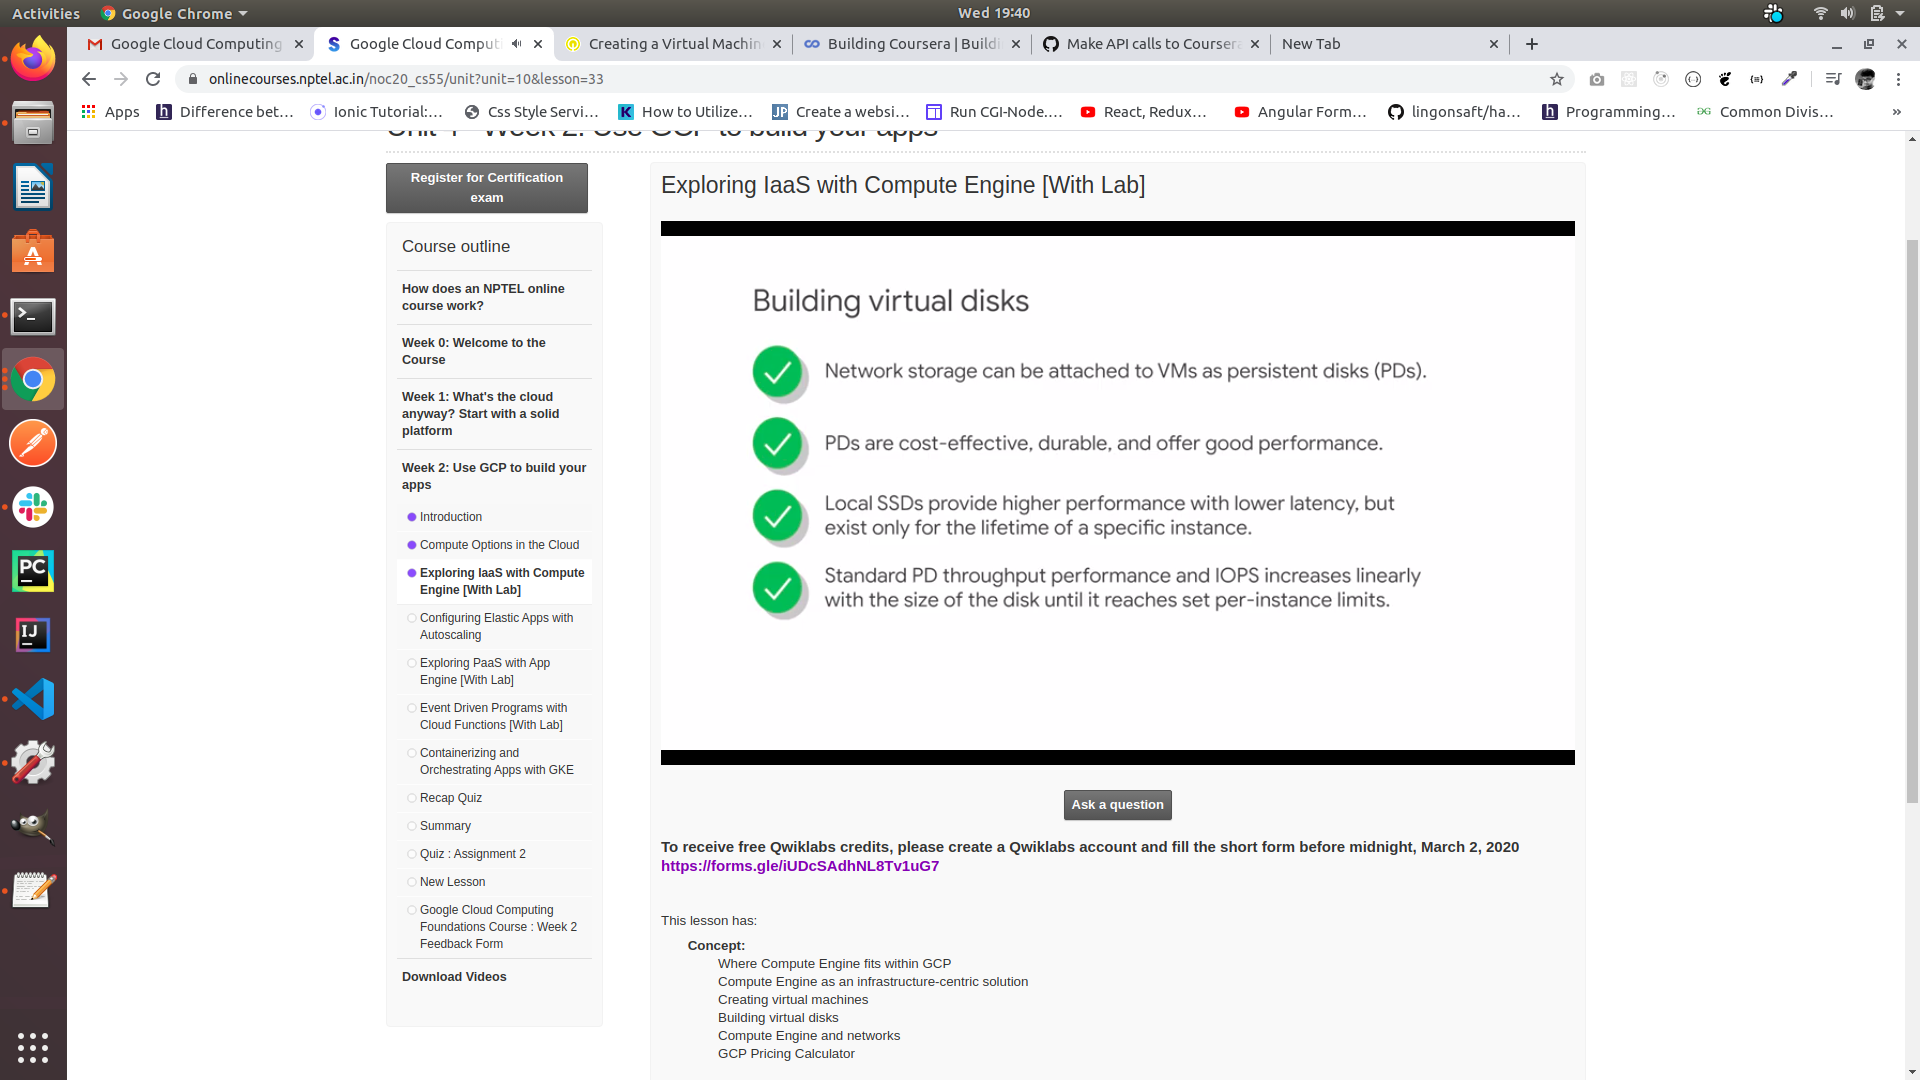 Activities
Google Chrome
Wed 19:40
Google Cloud Computing
Google Cloud Computi
Creating a Virtual Machin
Building Coursera | Buildi
Make API calls to Coursera
New Tab
onlinecourses.nptel.ac.in/noc20_cs55/unit?unit=10&lesson=33
Apps
Difference bet…
Ionic Tutorial:…
Css Style Servi…
How to Utilize…
Create a websi…
Run CGI-Node.…
React, Redux…
Angular Form…
lingonsaft/ha…
Programming…
Common Divis…
»
Unit 4 - Week 2: Use GCP to build your apps
Register for Certification
exam
Course outline
How does an NPTEL online
course work?
Week 0: Welcome to the
Course
Week 1: What's the cloud
anyway? Start with a solid
platform
Week 2: Use GCP to build your
apps
Introduction
Compute Options in the Cloud
Exploring IaaS with Compute
Engine [With Lab]
Configuring Elastic Apps with
Autoscaling
Exploring PaaS with App
Engine [With Lab]
Event Driven Programs with
Cloud Functions [With Lab]
Containerizing and
Orchestrating Apps with GKE
Recap Quiz
Summary
Quiz : Assignment 2
New Lesson
Google Cloud Computing
Foundations Course : Week 2
Feedback Form
Download Videos
Exploring IaaS with Compute Engine [With Lab]
Building virtual disks
Network storage can be attached to VMs as persistent disks (PDs).
PDs are cost-effective, durable, and offer good performance.
Local SSDs provide higher performance with lower latency, but
exist only for the lifetime of a specific instance.
Standard PD throughput performance and IOPS increases linearly
with the size of the disk until it reaches set per-instance limits.
Ask a question
To receive free Qwiklabs credits, please create a Qwiklabs account and fill the short form before midnight, March 2, 2020
https://forms.gle/iUDcSAdhNL8Tv1uG7
This lesson has:
Concept:
Where Compute Engine fits within GCP
Compute Engine as an infrastructure-centric solution
Creating virtual machines
Building virtual disks
Compute Engine and networks
GCP Pricing Calculator